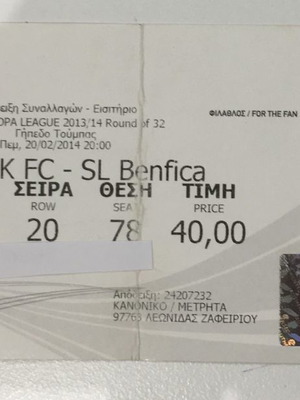 ειξη Συναλλαγών - Εισιτήριο
OPA LEAGUE 2013/14 Round of 32
Γήπεδο Τούμπας
Πεμ, 20/02/2014 20:00
ΦΙΛΑΘΛΟΣ / FOR THE FAN
K FC - SL Benfica
ΣΕΙΡΑ ΘΕΣΗ ΤΙΜΗ
ROW SEA PRICE
20 78 40,00
Απόδειξη: 24207232
ΚΑΝΟΝΙΚΟ / ΜΕΤΡΗΤΑ
97763 ΛΕΩΝΙΔΑΣ ΖΑΦΕΙΡΙΟΥ